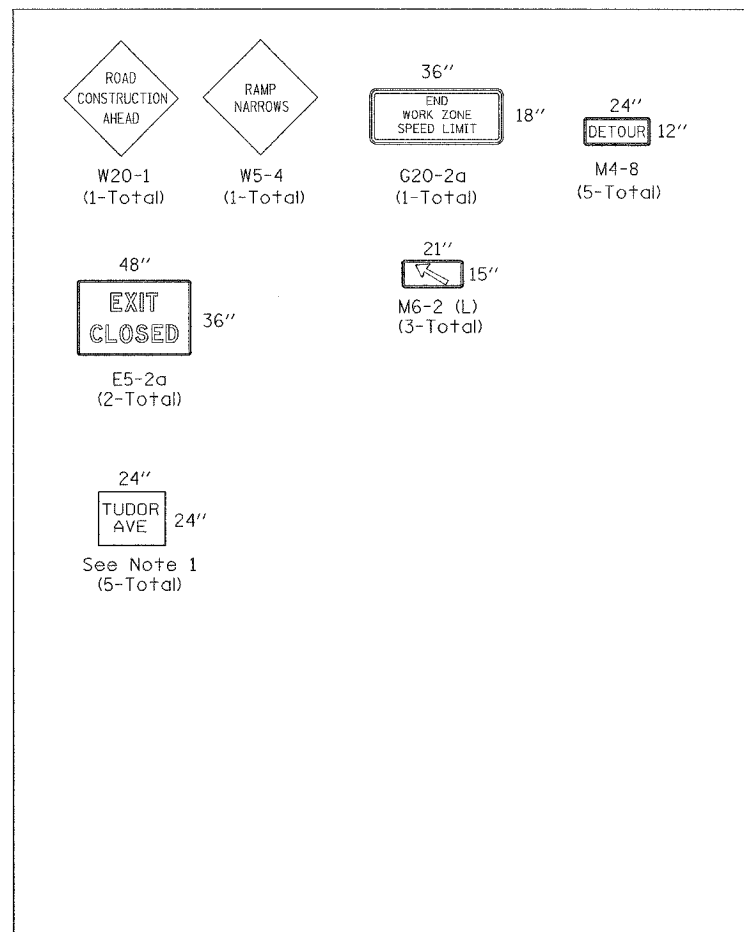 ROAD
CONSTRUCTION
AHEAD
W20-1
(1-Total)
RAMP
NARROWS
W5-4
(1-Total)
36''
END
WORK ZONE
SPEED LIMIT
18''
G20-2a
(1-Total)
24''
DETOUR
12''
M4-8
(5-Total)
48''
EXIT
CLOSED
36''
E5-2a
(2-Total)
21''
15''
M6-2 (L)
(3-Total)
24''
TUDOR
AVE
24''
See Note 1
(5-Total)